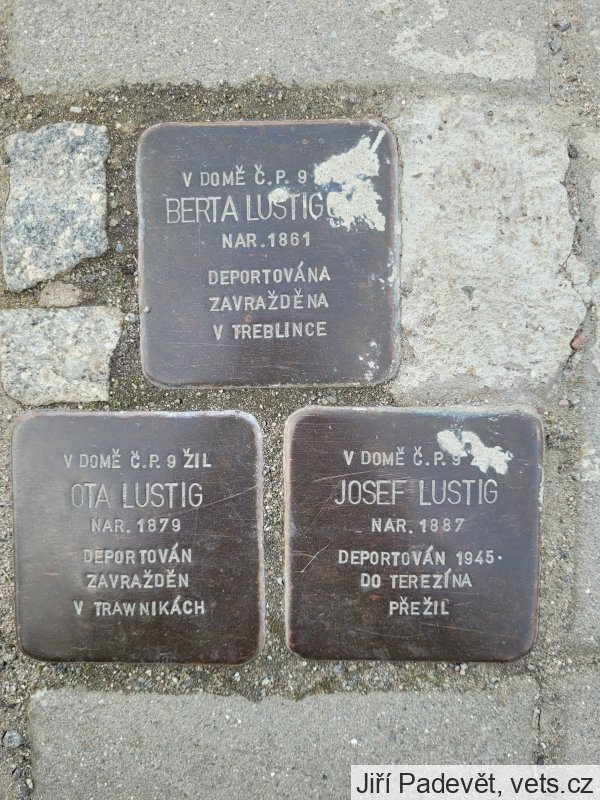 V DOMĚ Č.P. 9
BERTA LUSTIG
NAR. 1861
DEPORTOVÁNA
ZAVRAŽDĚNA
V TREBLINCE
V DOMĚ Č.P. 9 ŽIL
OTA LUSTIG
NAR. 1879
DEPORTOVÁN
ZAVRAŽDĚN
V TRAWNIKÁCH
V DOMĚ Č.P. 9
JOSEF LUSTIG
NAR. 1887
DEPORTOVÁN 1945
DO TEREZÍNA
PŘEŽIL
Jiří Padevět, vets.cz